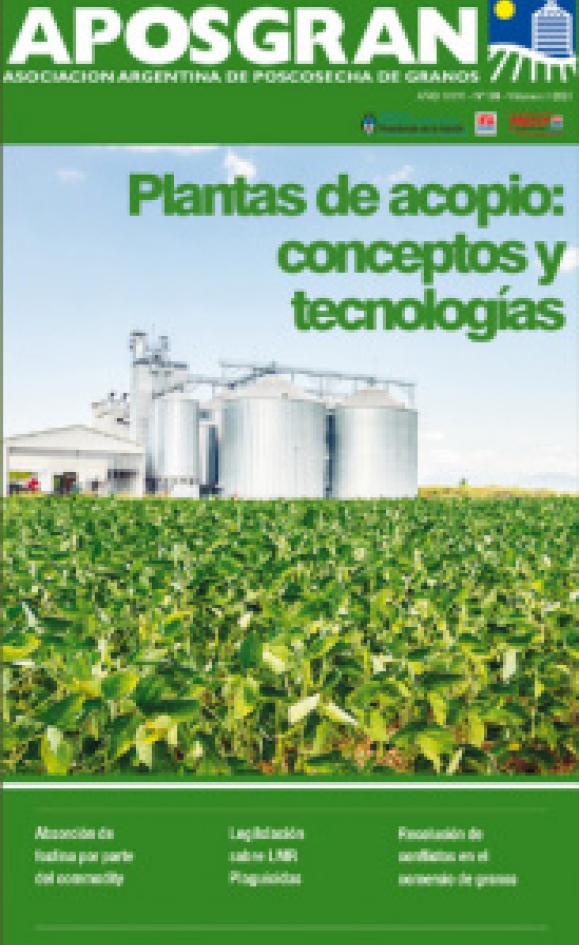 APOSGRAN
ASOCIACION ARGENTINA DE POSCOSECHA DE GRANOS
Plantas de acopio:
conceptos y
tecnologías
Absorción de
fosfina por parte
del commodity
Legislación
sobre LMR
Plaguicidas
Resolución de
conflictos en el
comercio de granos